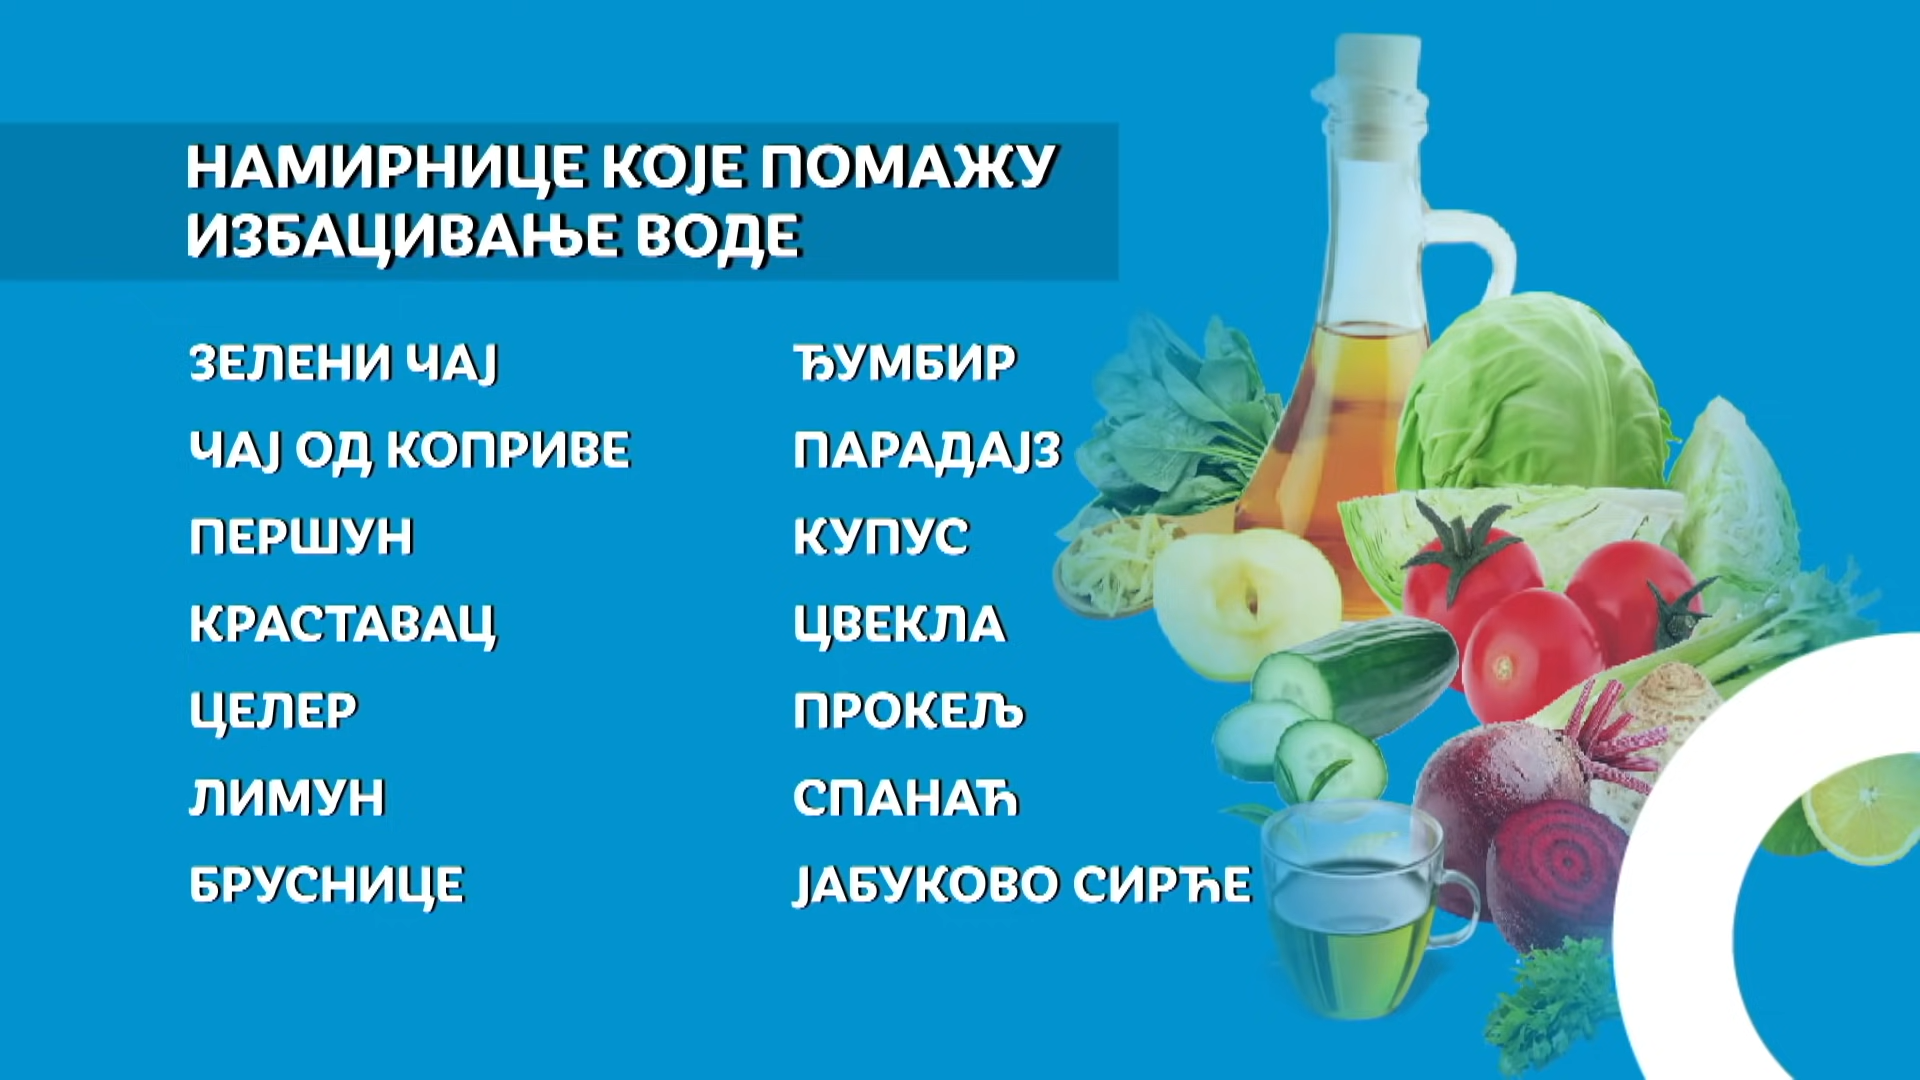 НАМИРНИЦЕ КОЈЕ ПОМАЖУ
ИЗБАЦИВАЊЕ ВОДЕ
ЗЕЛЕНИ ЧАЈ
ЧАЈ ОД КОПРИВЕ
ПЕРШУН
КРАСТАВАЦ
ЦЕЛЕР
ЛИМУН
БРУСНИЦЕ
ЂУМБИР
ПАРАДАЈЗ
КУПУС
ЦВЕКЛА
ПРОКЕЉ
СПАНАЋ
ЈАБУКОВО СИРЋЕ